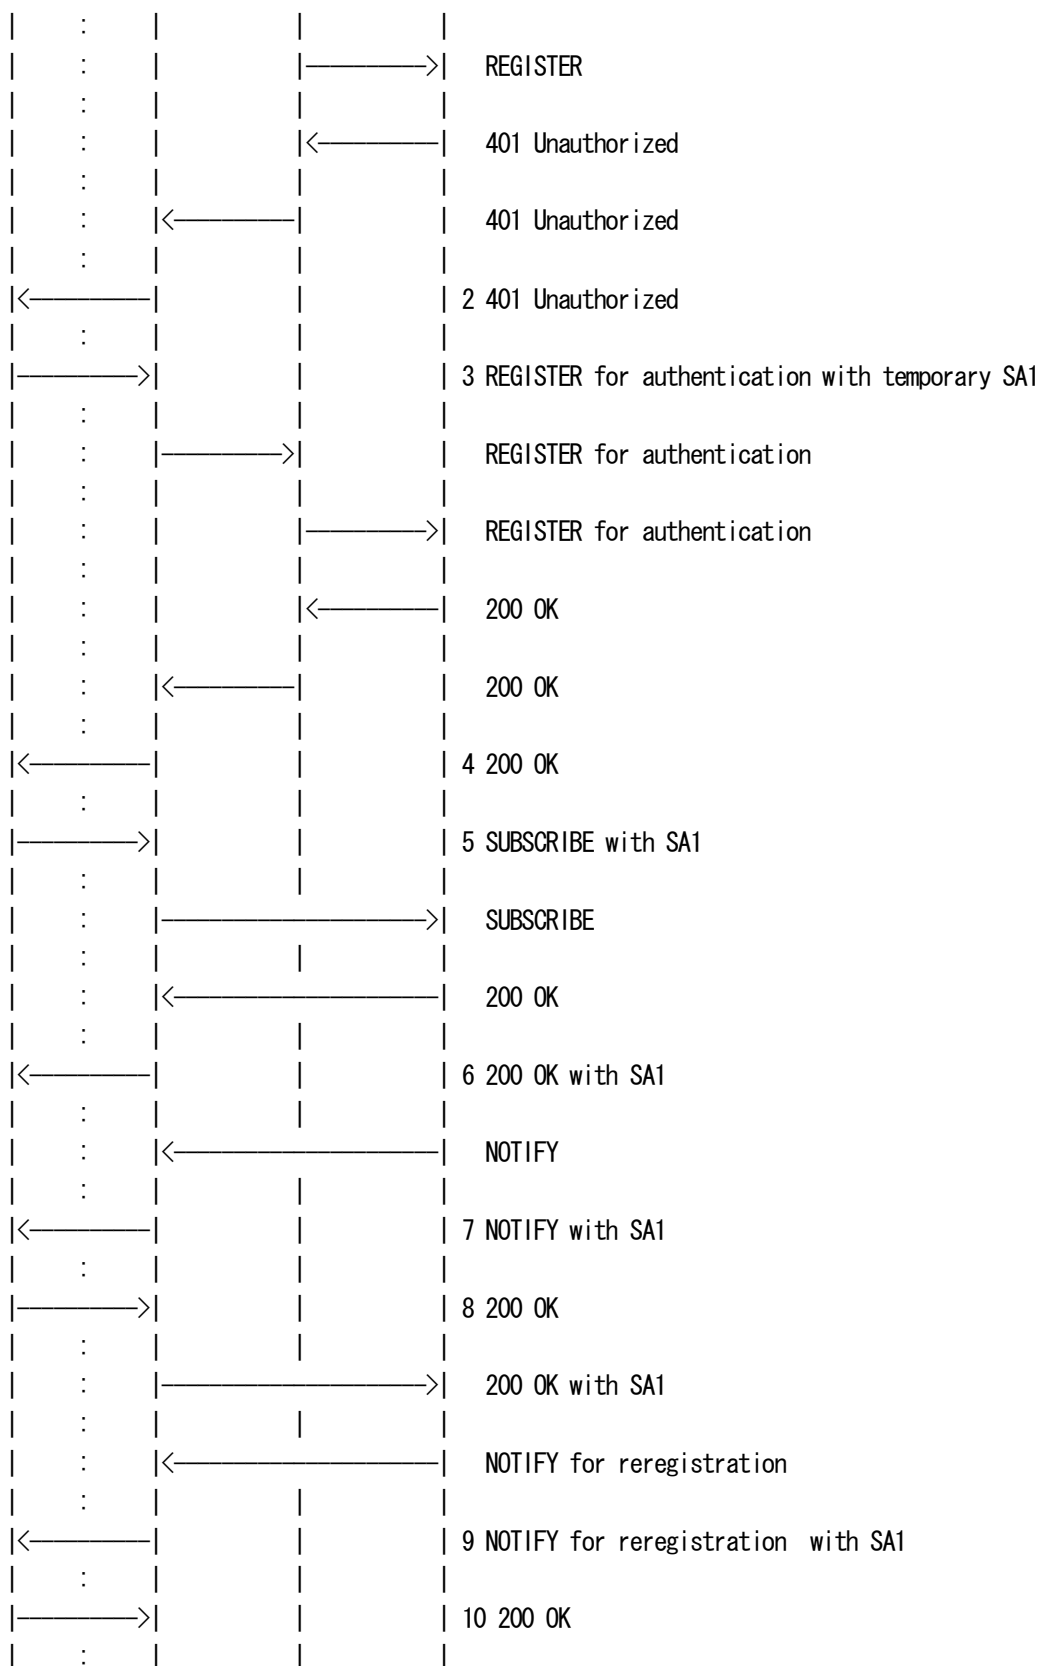 REGISTER
401 Unauthorized
401 Unauthorized
2 401 Unauthorized
3 REGISTER for authentication with temporary SA1
REGISTER for authentication
REGISTER for authentication
200 OK
200 OK
4 200 OK
5 SUBSCRIBE with SA1
SUBSCRIBE
200 OK
6 200 OK with SA1
NOTIFY
7 NOTIFY with SA1
8 200 OK
200 OK with SA1
NOTIFY for reregistration
9 NOTIFY for reregistration with SA1
10 200 OK